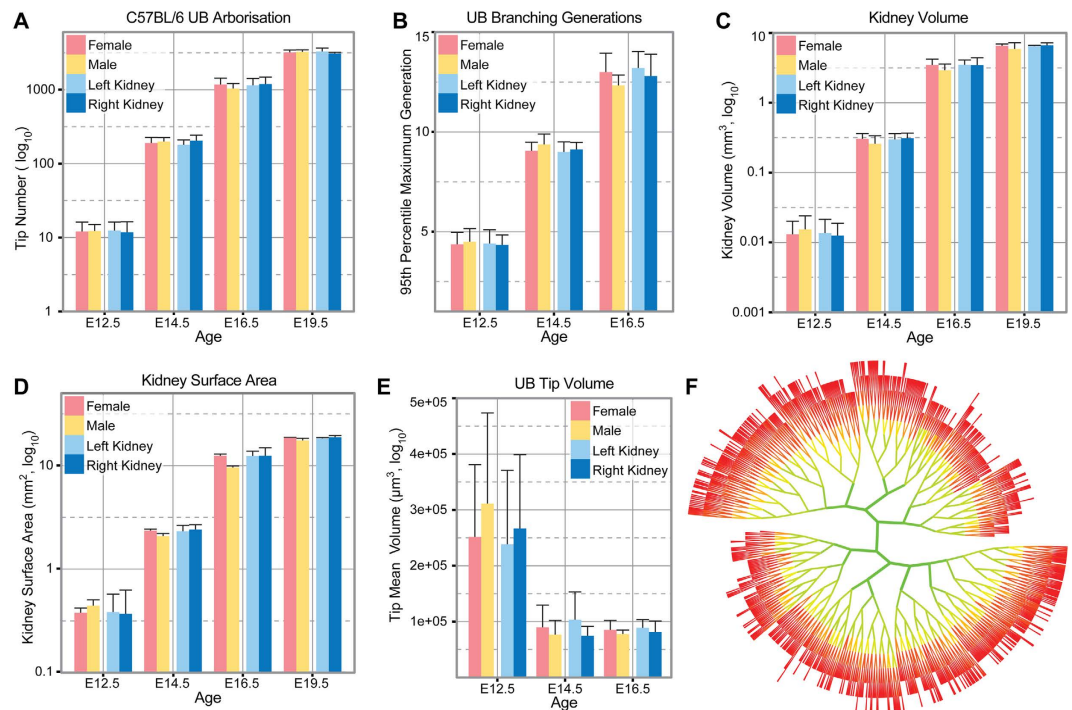 A
C57BL/6 UB Arborisation
Female
Male
Left Kidney
Right Kidney
1000
100
10
1
Tip Number ( log10)
E12.5 E14.5 E16.5 E19.5
Age
B
UB Branching Generations
Female
Male
Left Kidney
Right Kidney
15
10
5
95th Percentile Maxiumum Generation
E12.5 E14.5 E16.5
Age
C
Kidney Volume
Female
Male
Left Kidney
Right Kidney
10
1
0.1
0.01
0.001
Kidney Volume (mm3, log10)
E12.5 E14.5 E16.5 E19.5
Age
D
Kidney Surface Area
Female
Male
Left Kidney
Right Kidney
10
1
0.1
Kidney Surface Area (mm2, log10)
E12.5 E14.5 E16.5 E19.5
Age
E
UB Tip Volume
Female
Male
Left Kidney
Right Kidney
5e+05
4e+05
3e+05
2e+05
1e+05
Tip Mean Volume (μm3, log10)
E12.5 E14.5 E16.5
Age
F